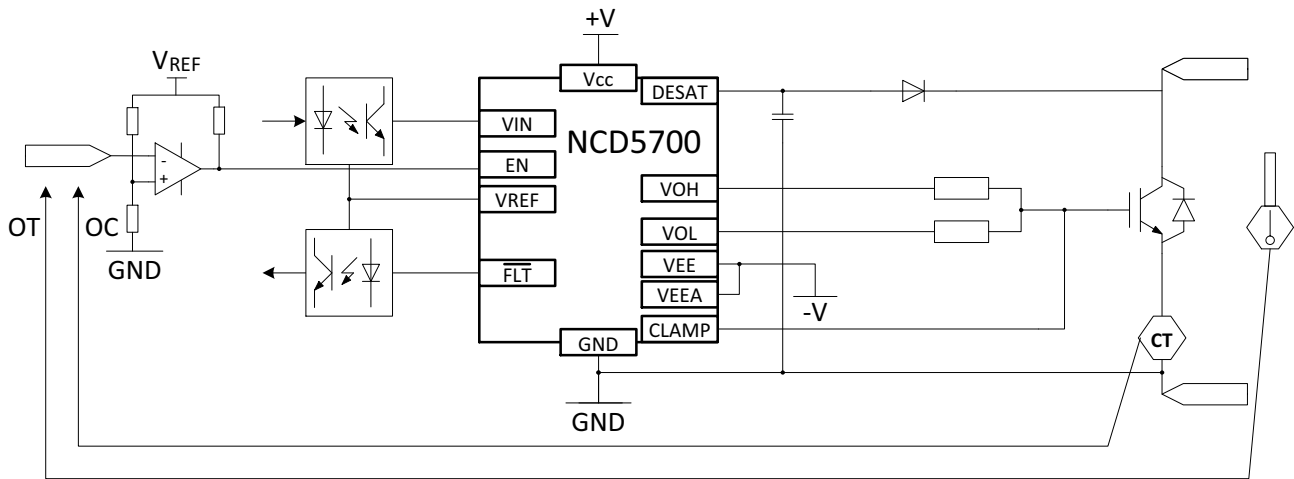 +V
VREF
Vcc
DESAT
VIN
NCD5700
EN
VOH
VREF
-
+
OT
OC
VOL
GND
VEE
FLT
VEEA
-V
CLAMP
GND
CT
GND